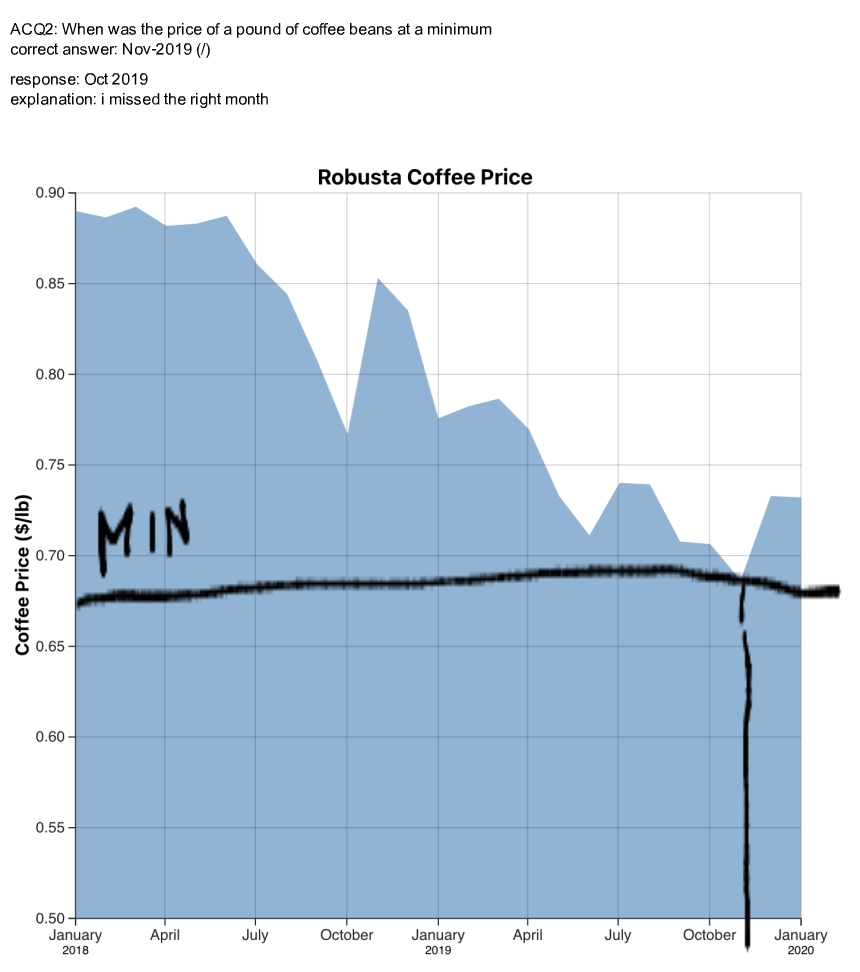 ACQ2: When was the price of a pound of coffee beans at a minimum
correct answer: Nov-2019 (/)
response: Oct 2019
explanation: i missed the right month
Robusta Coffee Price
0.90
0.85
0.80
0.75
0.70
0.65
0.60
0.55
0.50
Coffee Price ($/lb)
MIN
January April July October January April July October January
2018 2019 2020